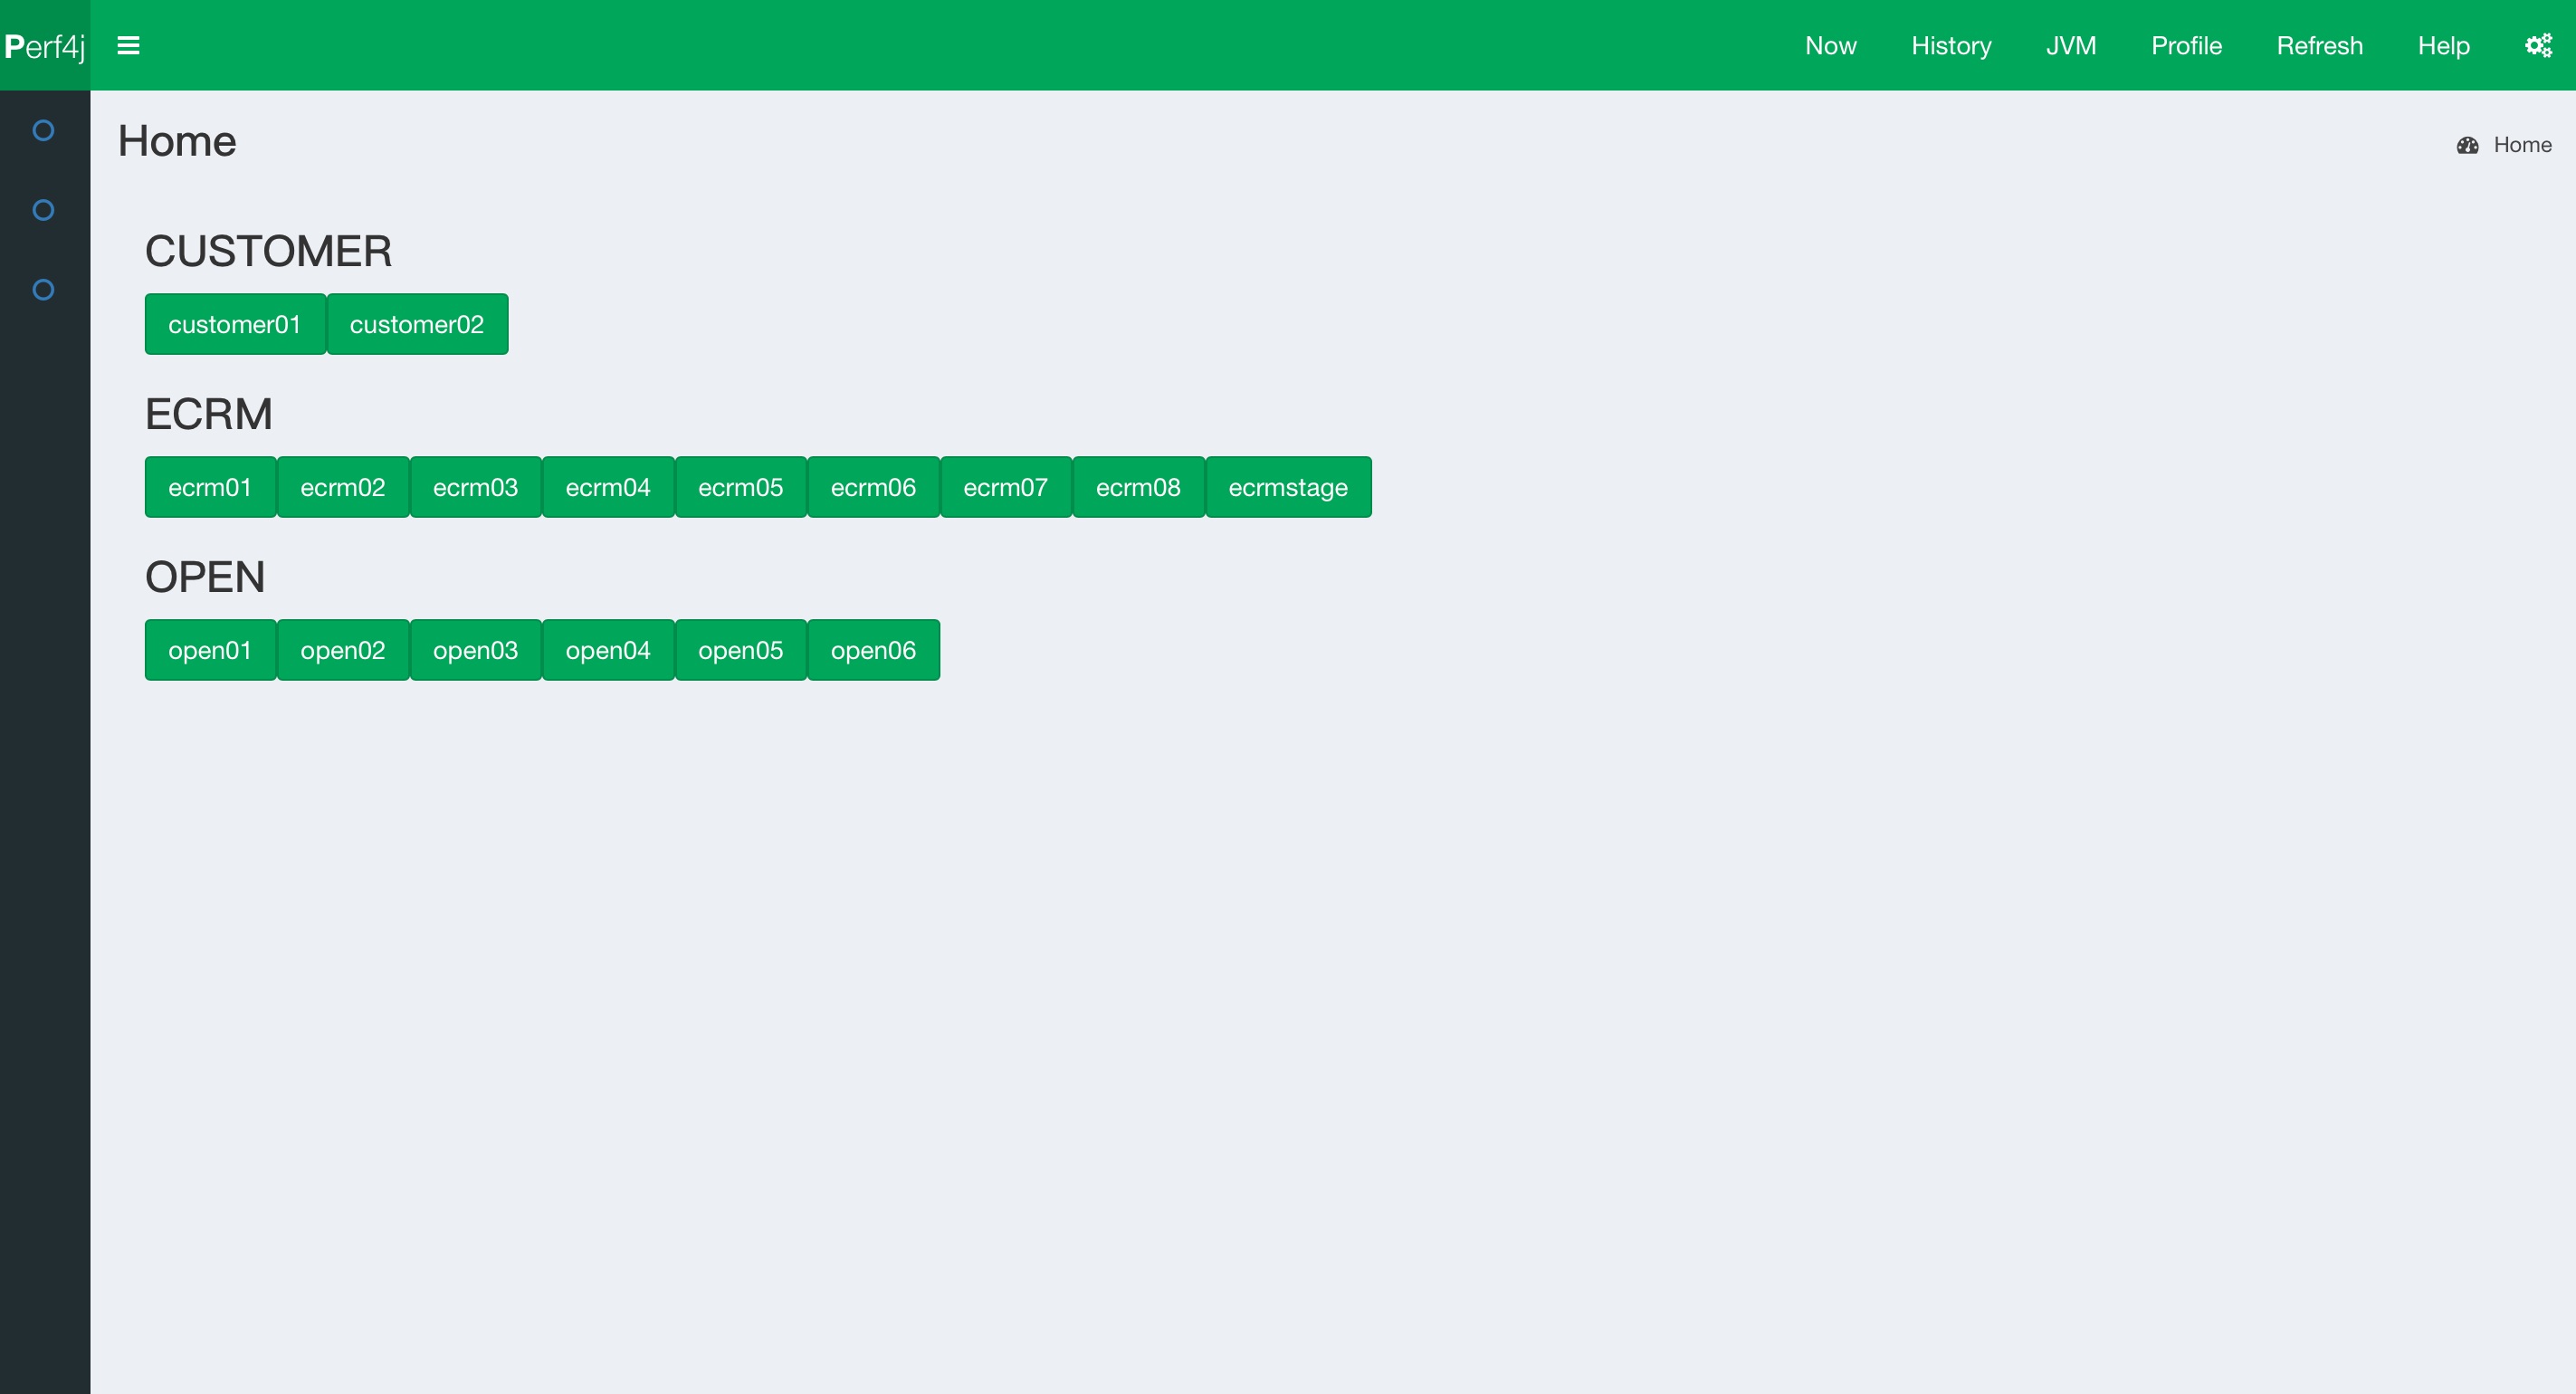 Perf4j Now History JVM Profile Refresh Help
Home Home
CUSTOMER
customer01 customer02
ECRM
ecrm01 ecrm02 ecrm03 ecrm04 ecrm05 ecrm06 ecrm07 ecrm08 ecrmstage
OPEN
open01 open02 open03 open04 open05 open06